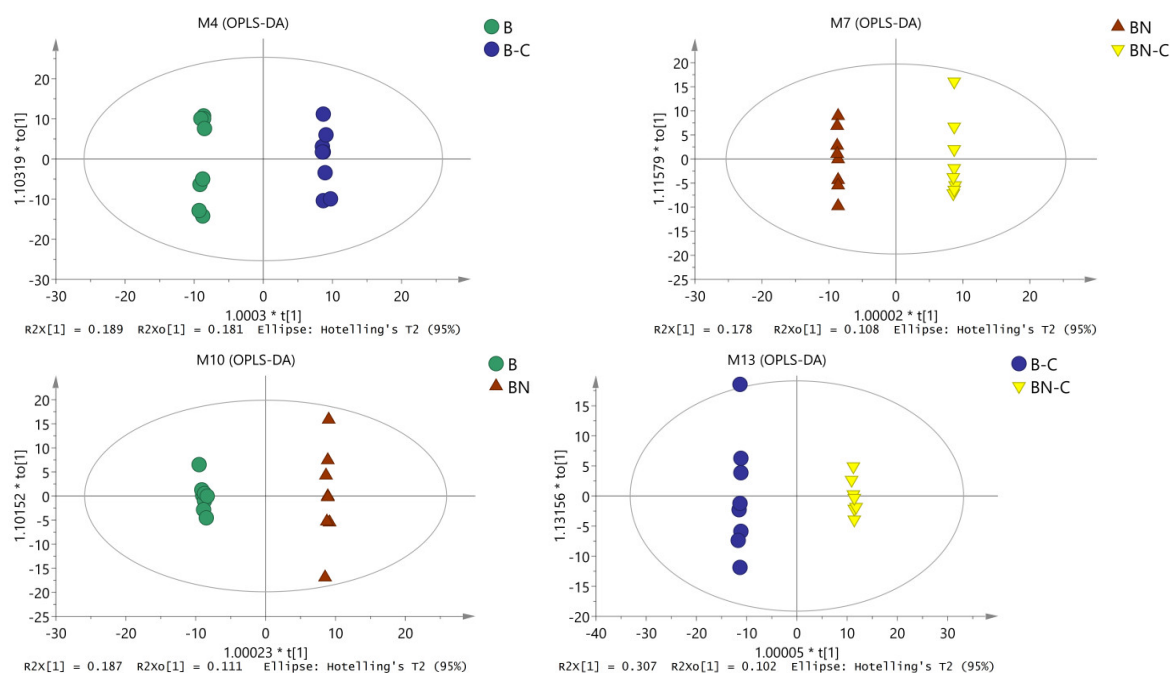 M4 (OPLS-DA)
B
B-C
20
10
0
-10
-20
-30
1.10319 * to[1]
-30 -20 -10 0 10 20
1.0003 * t[1]
R2X[1] = 0.189 R2Xo[1] = 0.181 Ellipse: Hotelling's T2 (95%)
M7 (OPLS-DA)
BN
BN-C
20
15
10
5
0
-5
-10
-15
-20
-25
1.11579 * to[1]
-30 -20 -10 0 10 20
1.00002 * t[1]
R2X[1] = 0.178 R2Xo[1] = 0.108 Ellipse: Hotelling's T2 (95%)
M10 (OPLS-DA)
B
BN
20
15
10
5
0
-5
-10
-15
-20
-25
1.10152 * to[1]
-30 -20 -10 0 10 20
1.00023 * t[1]
R2X[1] = 0.187 R2Xo[1] = 0.111 Ellipse: Hotelling's T2 (95%)
M13 (OPLS-DA)
B-C
BN-C
15
10
5
0
-5
-10
-15
-20
1.13156 * to[1]
-40 -30 -20 -10 0 10 20 30
1.00005 * t[1]
R2X[1] = 0.307 R2Xo[1] = 0.102 Ellipse: Hotelling's T2 (95%)